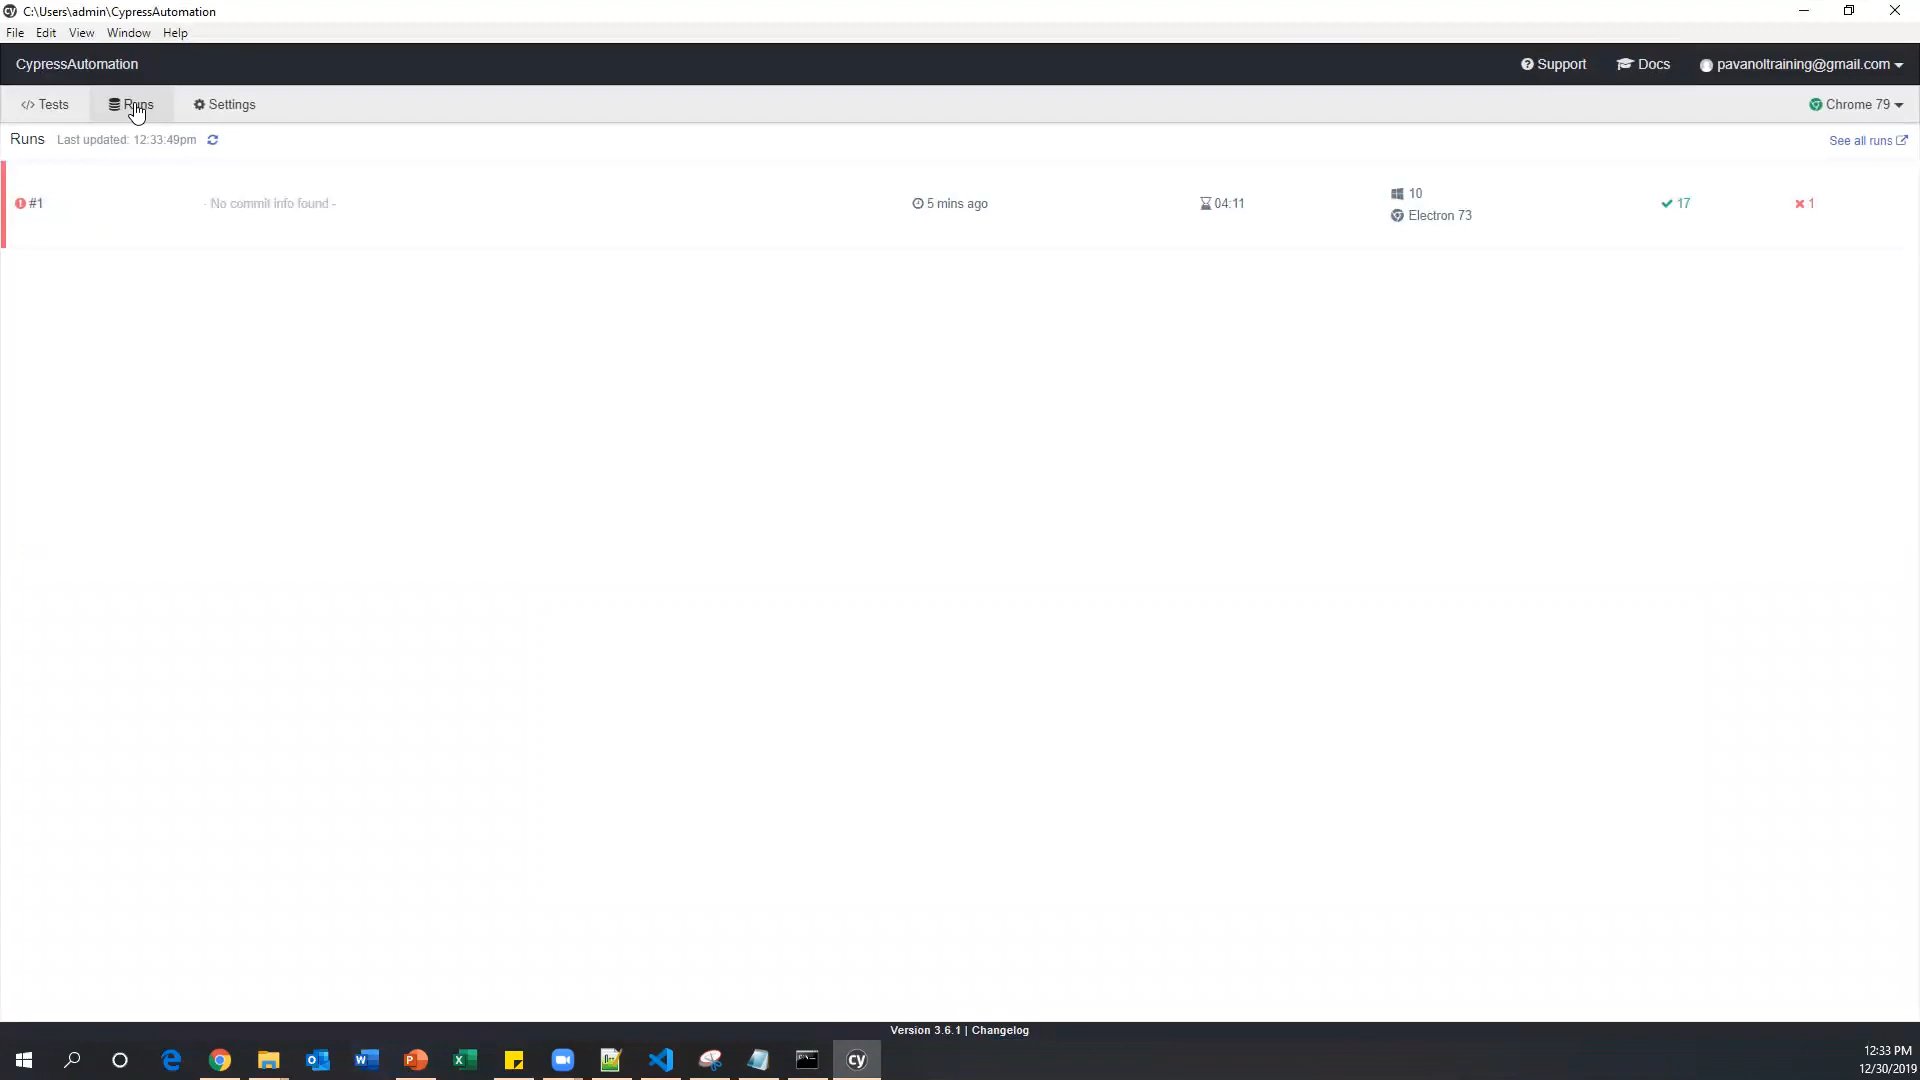 C:\Users\admin\CypressAutomation
File Edit View Window Help
CypressAutomation Support Docs pavanoltraining@gmail.com
</> Tests Runs Settings Chrome 79
Runs Last updated: 12:33:49pm See all runs
#1 - No commit info found - 5 mins ago 04:11 10 17 1
Electron 73
Version 3.6.1 | Changelog
12:33 PM
12/30/2019